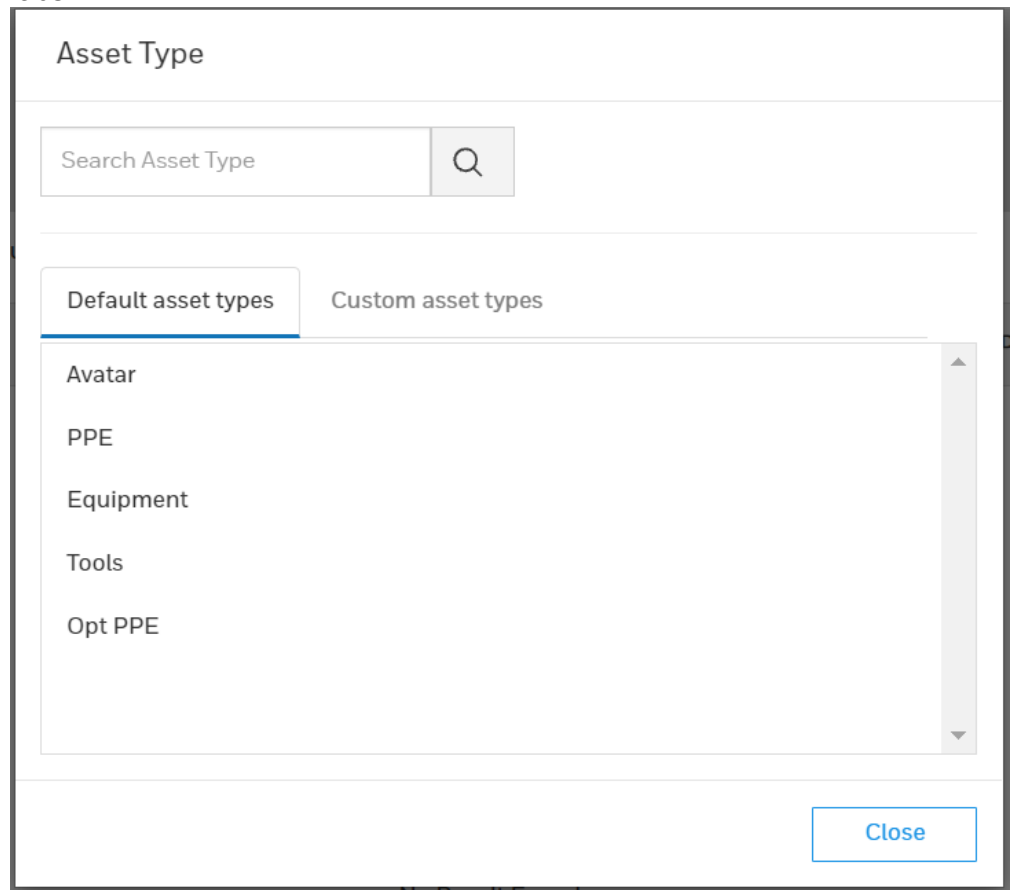 Asset Type
Search Asset Type
Default asset types Custom asset types
Avatar
PPE
Equipment
Tools
Opt PPE
Close